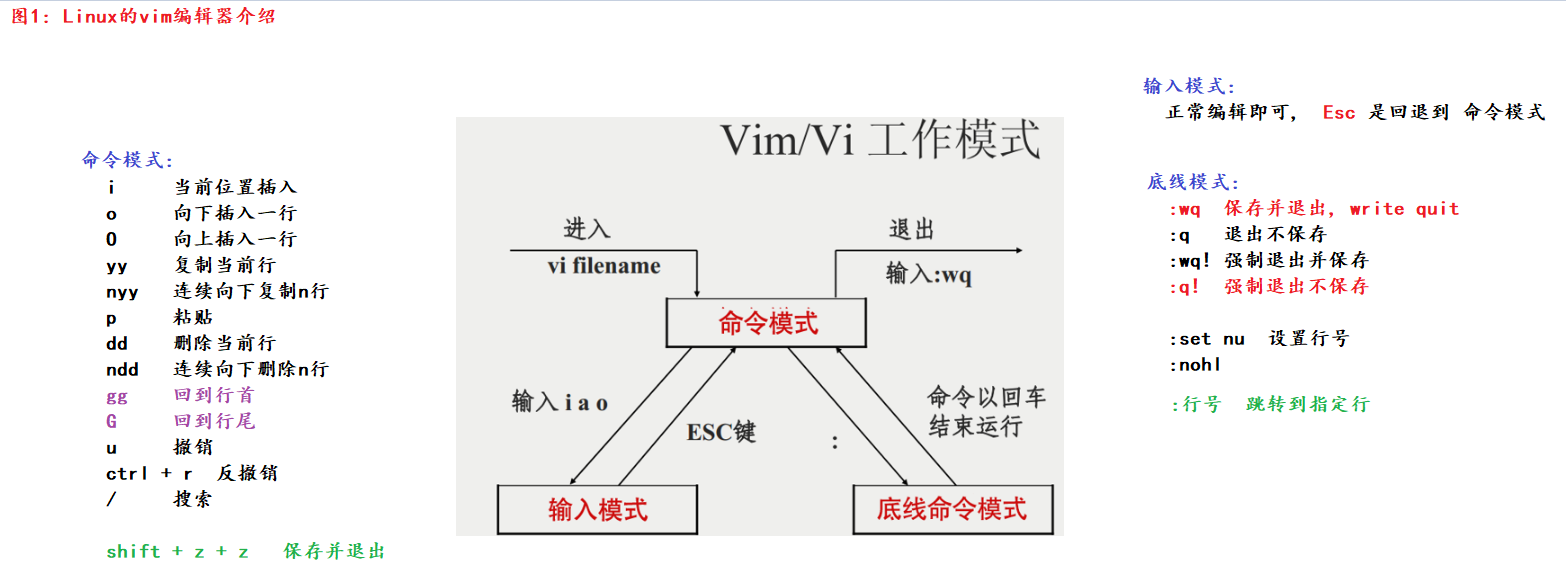 图1: Linux的vim编辑器介绍
命令模式:
i 当前位置插入
o 向下插入一行
O 向上插入一行
yy 复制当前行
nyy 连续向下复制n行
p 粘贴
dd 删除当前行
ndd 连续向下删除n行
gg 回到行首
G 回到行尾
u 撤销
ctrl + r 反撤销
/ 搜索
shift + z + z 保存并退出
Vim/Vi 工作模式
进入
vi filename
退出
输入:wq
命令模式
输入 i a o
ESC键
:
命令以回车
结束运行
输入模式
底线命令模式
输入模式:
正常编辑即可, Esc 是回退到 命令模式
底线模式:
:wq 保存并退出, write quit
:q 退出不保存
:wq! 强制退出并保存
:q! 强制退出不保存
:set nu 设置行号
:nohl
:行号 跳转到指定行